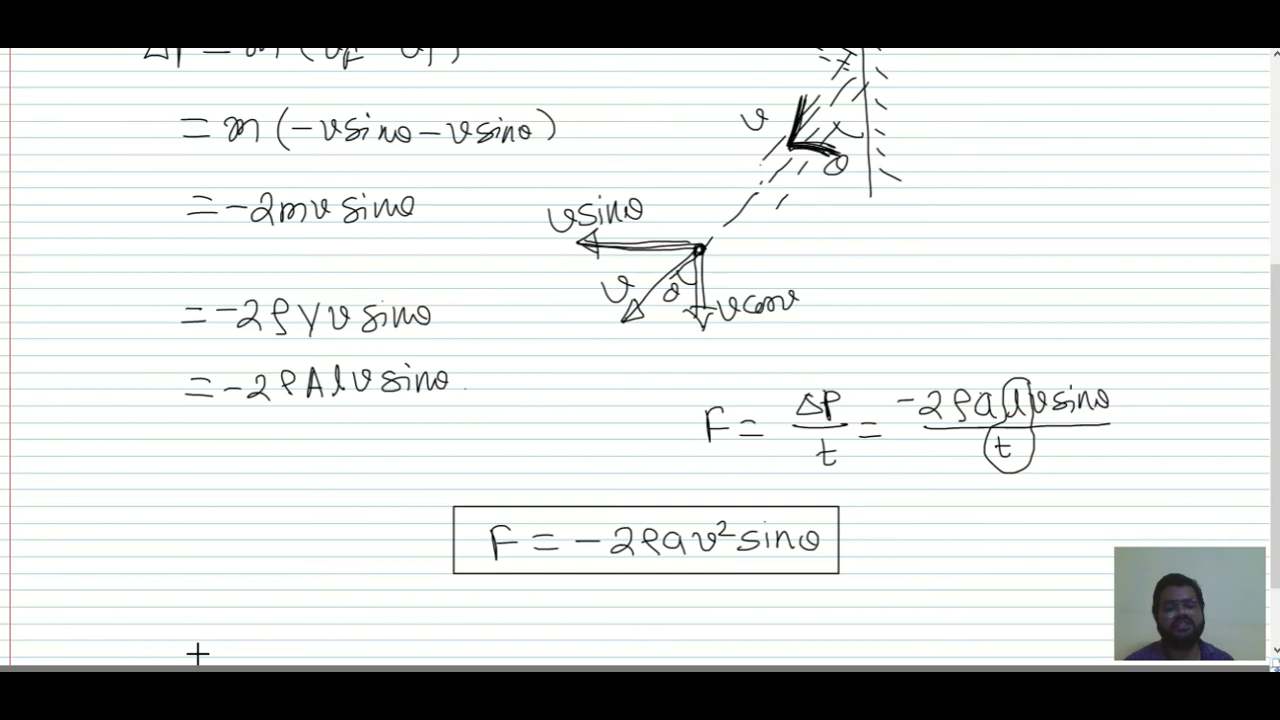 = m (-v sinθ - v sinθ)
= -2mv sinθ
= -2ρVv sinθ
= -2ρAlv sinθ
v
θ
v sinθ
v
θ
v cosθ
F = Δp/t = -2ρalv sinθ/t
F = -2ρav² sinθ